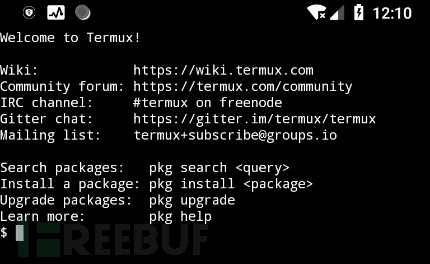 12:10
Welcome to Termux!
Wiki: https://wiki.termux.com
Community forum: https://termux.com/community
IRC channel: #termux on freenode
Gitter chat: https://gitter.im/termux/termux
Mailing list: termux+subscribe@groups.io
Search packages: pkg search <query>
Install a package: pkg install <package>
Upgrade packages: pkg upgrade
Learn more: pkg help
$
FREEBUF